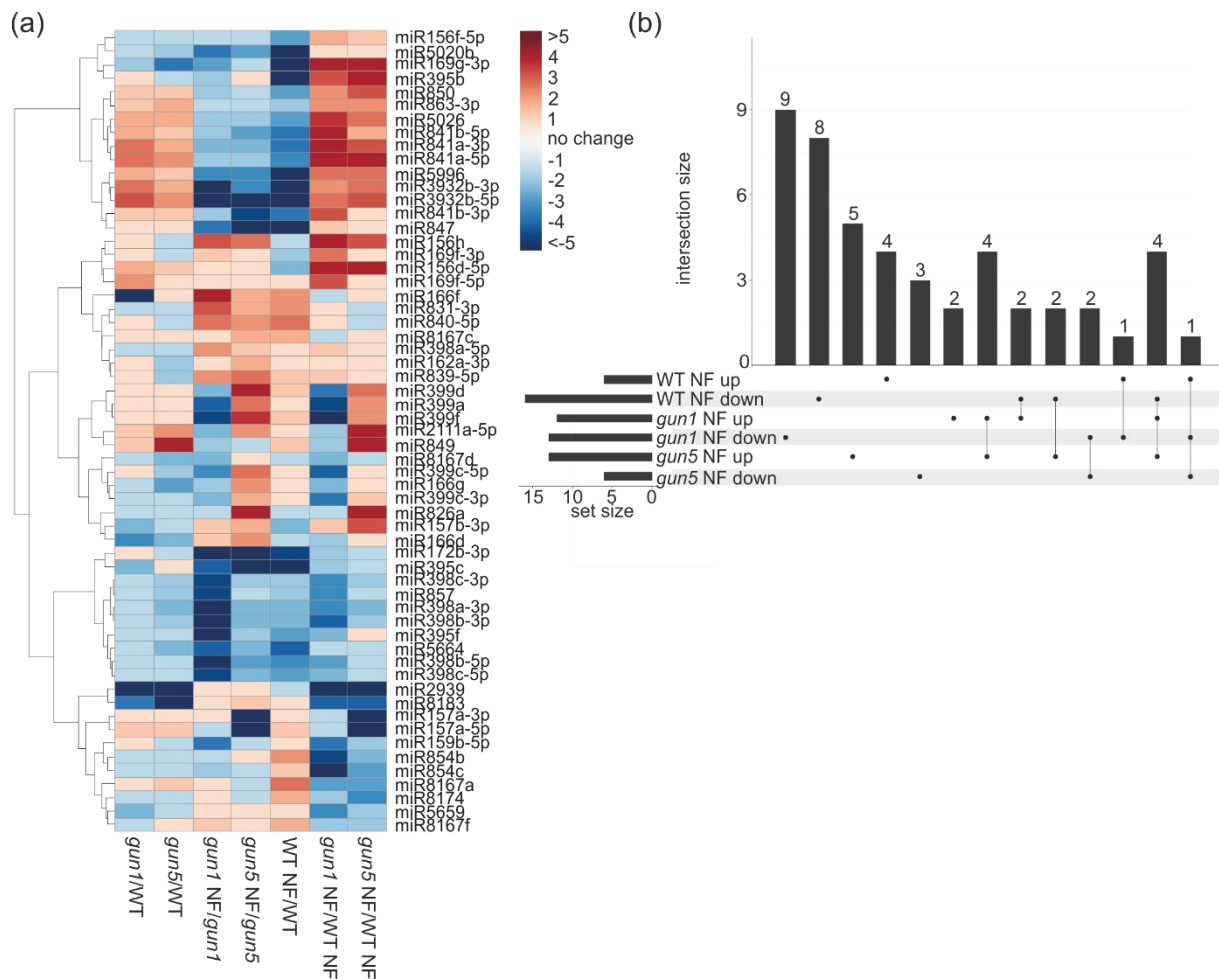 (a)
miR156f-5p
miR5020b
miR169g-3p
miR395b
miR850
miR863-3p
miR5026
miR841b-5p
miR841a-3p
miR841a-5p
miR5996
miR3932b-3p
miR3932b-5p
miR841b-3p
miR847
miR156h
miR169f-3p
miR156d-5p
miR169f-5p
miR166f
miR831-3p
miR840-5p
miR8167c
miR398a-5p
miR162a-3p
miR839-5p
miR399d
miR399a
miR399f
miR2111a-5p
miR849
miR8167d
miR399c-5p
miR166g
miR399c-3p
miR826a
miR157b-3p
miR166d
miR172b-3p
miR395c
miR398c-3p
miR857
miR398a-3p
miR398b-3p
miR395f
miR5664
miR398b-5p
miR398c-5p
miR2939
miR8183
miR157a-3p
miR157a-5p
miR159b-5p
miR854b
miR854c
miR8167a
miR8174
miR5659
miR8167f
gun1/WT
gun5/WT
gun1 NF/gun1
gun5 NF/gun5
WT NF/WT
gun1 NF/WT NF
gun5 NF/WT NF
>5
4
3
2
1
no change
-1
-2
-3
-4
<-5
(b)
intersection size
9
6
3
0
9
8
5
4
3
2
4
2
2
2
1
4
1
WT NF up
WT NF down
gun1 NF up
gun1 NF down
gun5 NF up
gun5 NF down
15 10 5 0
set size